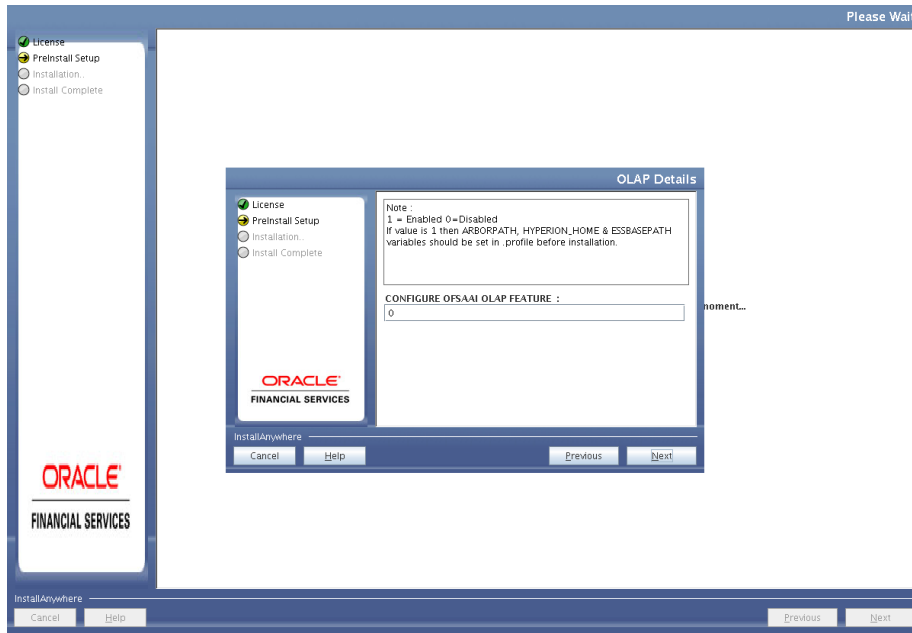 Please Wait
License
PreInstall Setup
Installation..
Install Complete
OLAP Details
License
PreInstall Setup
Installation..
Install Complete
Note :
1 = Enabled 0=Disabled
If value is 1 then ARBORPATH, HYPERION_HOME & ESSBASEPATH
variables should be set in .profile before installation.
CONFIGURE OFSAAI OLAP FEATURE :
0
moment...
ORACLE
FINANCIAL SERVICES
InstallAnywhere
Cancel
Help
Previous
Next
ORACLE
FINANCIAL SERVICES
InstallAnywhere
Cancel
Help
Previous
Next